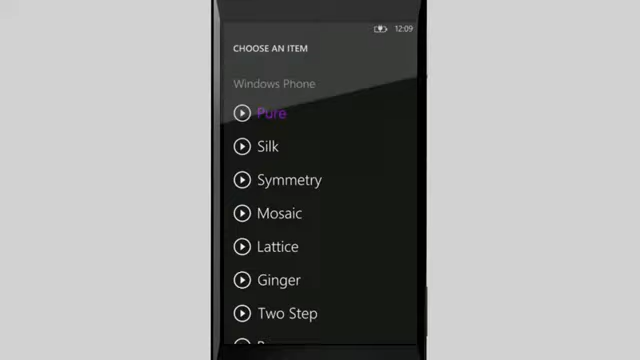 12:09
CHOOSE AN ITEM
Windows Phone
Pure
Silk
Symmetry
Mosaic
Lattice
Ginger
Two Step